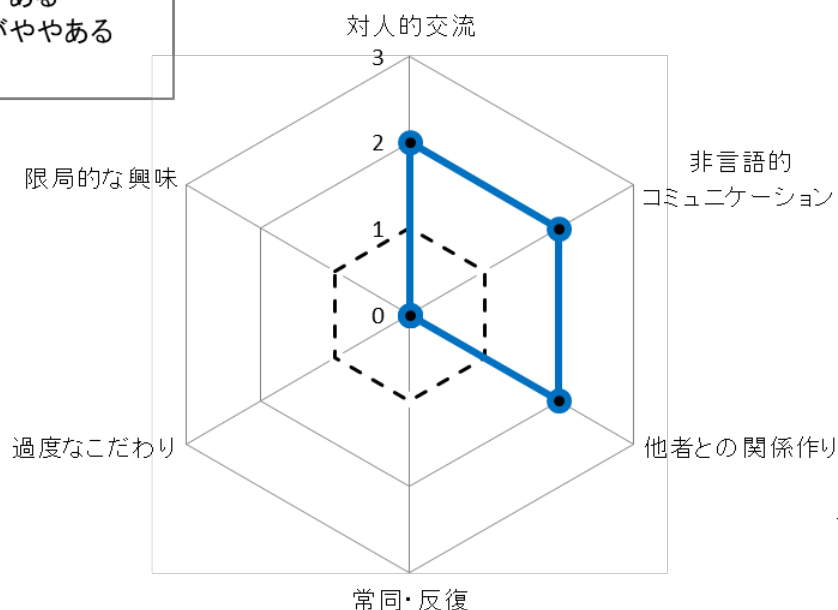 ある
がややある
対人的交流
3
2
1
0
非言語的
コミュニケーション
限局的な興味
過度なこだわり
他者との関係作り
常同・反復